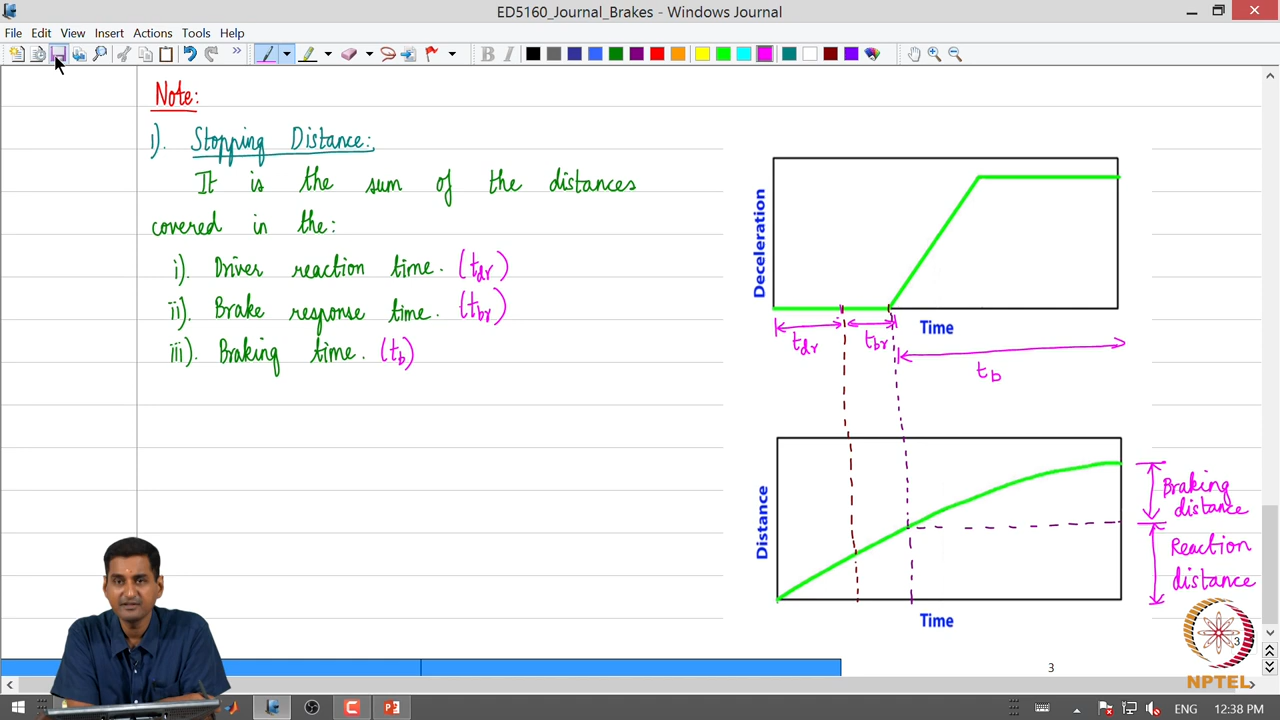 ED5160_Journal_Brakes - Windows Journal
File Edit View Insert Actions Tools Help
Note:
i). Stopping Distance:
It is the sum of the distances
covered in the:
i). Driver reaction time. (tdr)
ii). Brake response time. (tbr)
iii). Braking time. (tb)
Deceleration
Time
tdr
tbr
tb
Distance
Time
Braking
distance
Reaction
distance
3
NPTEL
3
ENG 12:38 PM